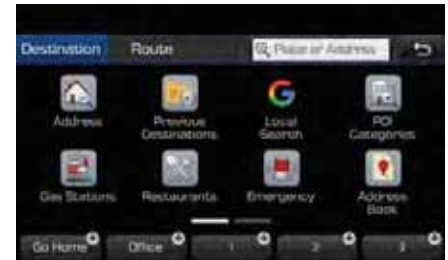 Destination Route Place or Address
Address Previous Destinations Local Search POI Categories
Gas Stations Restaurants Emergency Address Book
Go Home Office 1 2 3